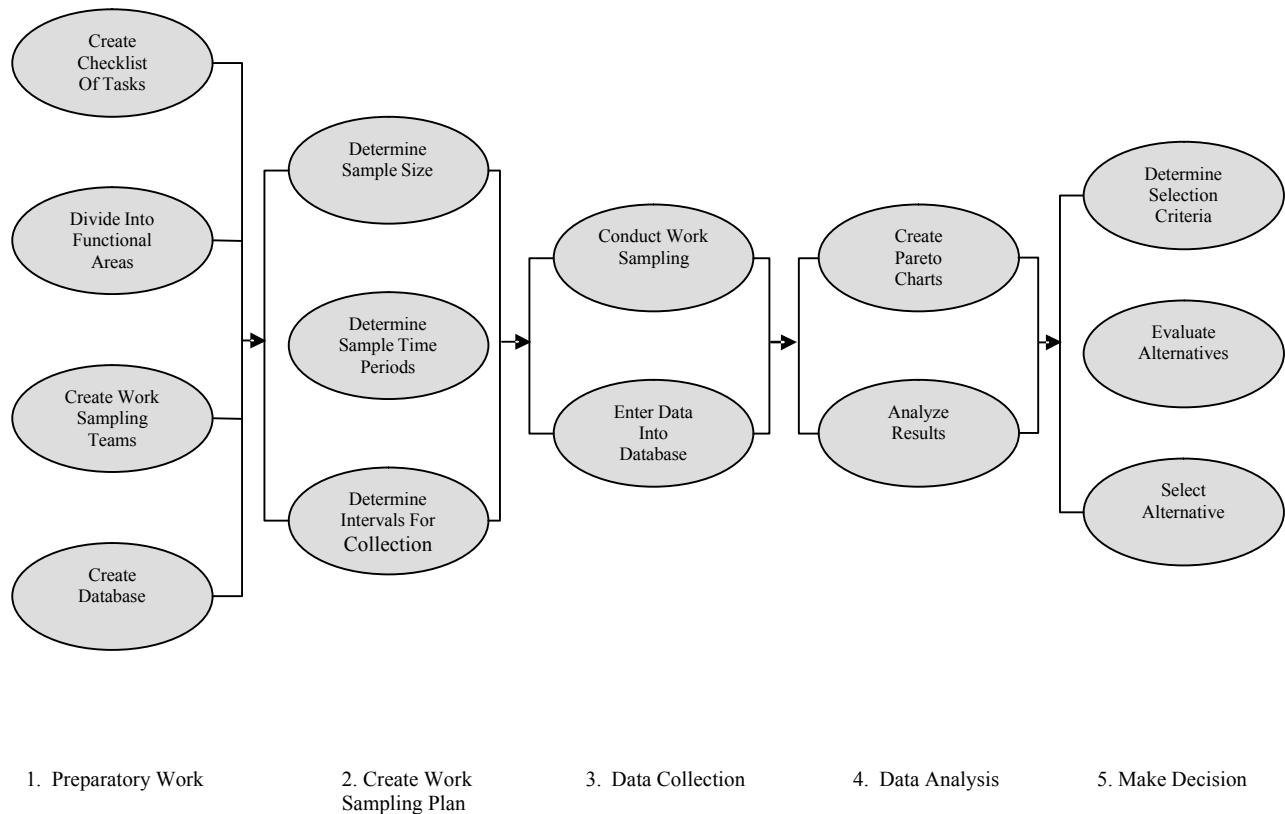 Create
Checklist
Of Tasks
Divide Into
Functional
Areas
Create Work
Sampling
Teams
Create
Database
Determine
Sample Size
Determine
Sample Time
Periods
Determine
Intervals For
Collection
Conduct Work
Sampling
Enter Data
Into
Database
Create
Pareto
Charts
Analyze
Results
Determine
Selection
Criteria
Evaluate
Alternatives
Select
Alternative
1. Preparatory Work
2. Create Work
Sampling Plan
3. Data Collection
4. Data Analysis
5. Make Decision